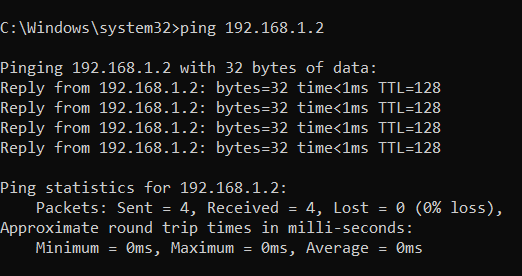 C:\Windows\system32>ping 192.168.1.2
Pinging 192.168.1.2 with 32 bytes of data:
Reply from 192.168.1.2: bytes=32 time<1ms TTL=128
Reply from 192.168.1.2: bytes=32 time<1ms TTL=128
Reply from 192.168.1.2: bytes=32 time<1ms TTL=128
Reply from 192.168.1.2: bytes=32 time<1ms TTL=128
Ping statistics for 192.168.1.2:
    Packets: Sent = 4, Received = 4, Lost = 0 (0% loss),
Approximate round trip times in milli-seconds:
    Minimum = 0ms, Maximum = 0ms, Average = 0ms